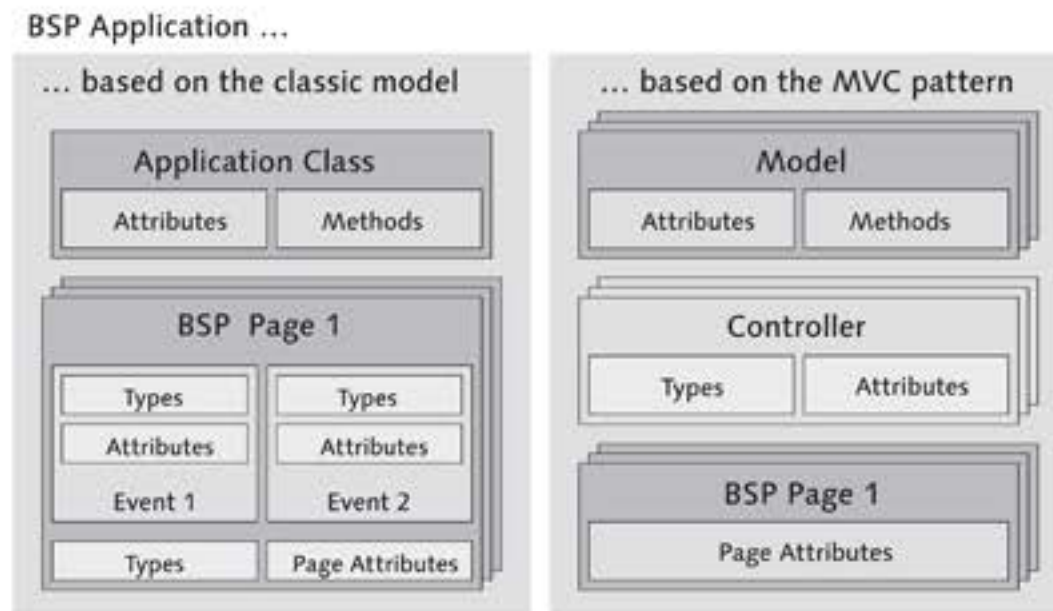 BSP Application ...
... based on the classic model
Application Class
Attributes Methods
BSP Page 1
Types Types
Attributes Attributes
Event 1 Event 2
Types Page Attributes
... based on the MVC pattern
Model
Attributes Methods
Controller
Types Attributes
BSP Page 1
Page Attributes